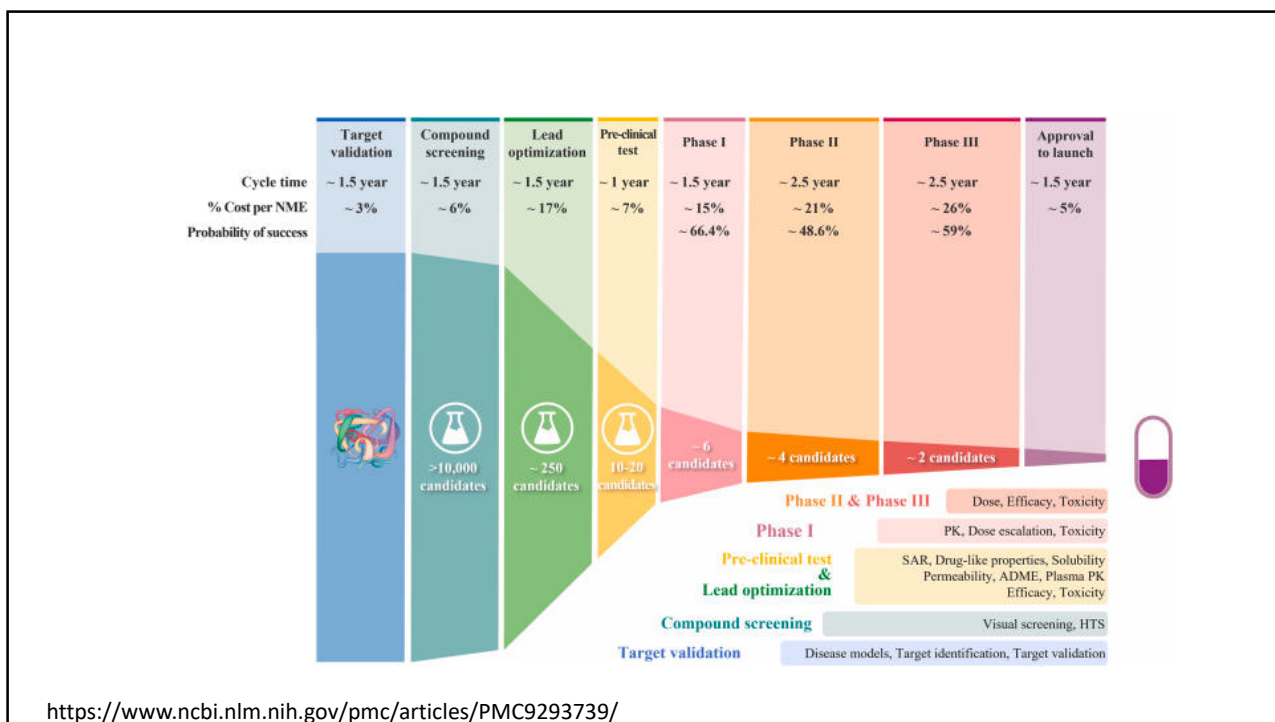 Target validation
Compound screening
Lead optimization
Pre-clinical test
Phase I
Phase II
Phase III
Approval to launch
Cycle time ~ 1.5 year ~ 1.5 year ~ 1.5 year ~ 1 year ~ 1.5 year ~ 2.5 year ~ 2.5 year ~ 1.5 year
% Cost per NME ~ 3% ~ 6% ~ 17% ~ 7% ~ 15% ~ 21% ~ 26% ~ 5%
Probability of success ~ 66.4% ~ 48.6% ~ 59%
>10,000
candidates
~ 250
candidates
10-20
candidates
~ 6
candidates
~ 4 candidates
~ 2 candidates
Phase II & Phase III Dose, Efficacy, Toxicity
Phase I PK, Dose escalation, Toxicity
Pre-clinical test
&
Lead optimization
SAR, Drug-like properties, Solubility
Permeability, ADME, Plasma PK
Efficacy, Toxicity
Compound screening Visual screening, HTS
Target validation Disease models, Target identification, Target validation
https://www.ncbi.nlm.nih.gov/pmc/articles/PMC9293739/